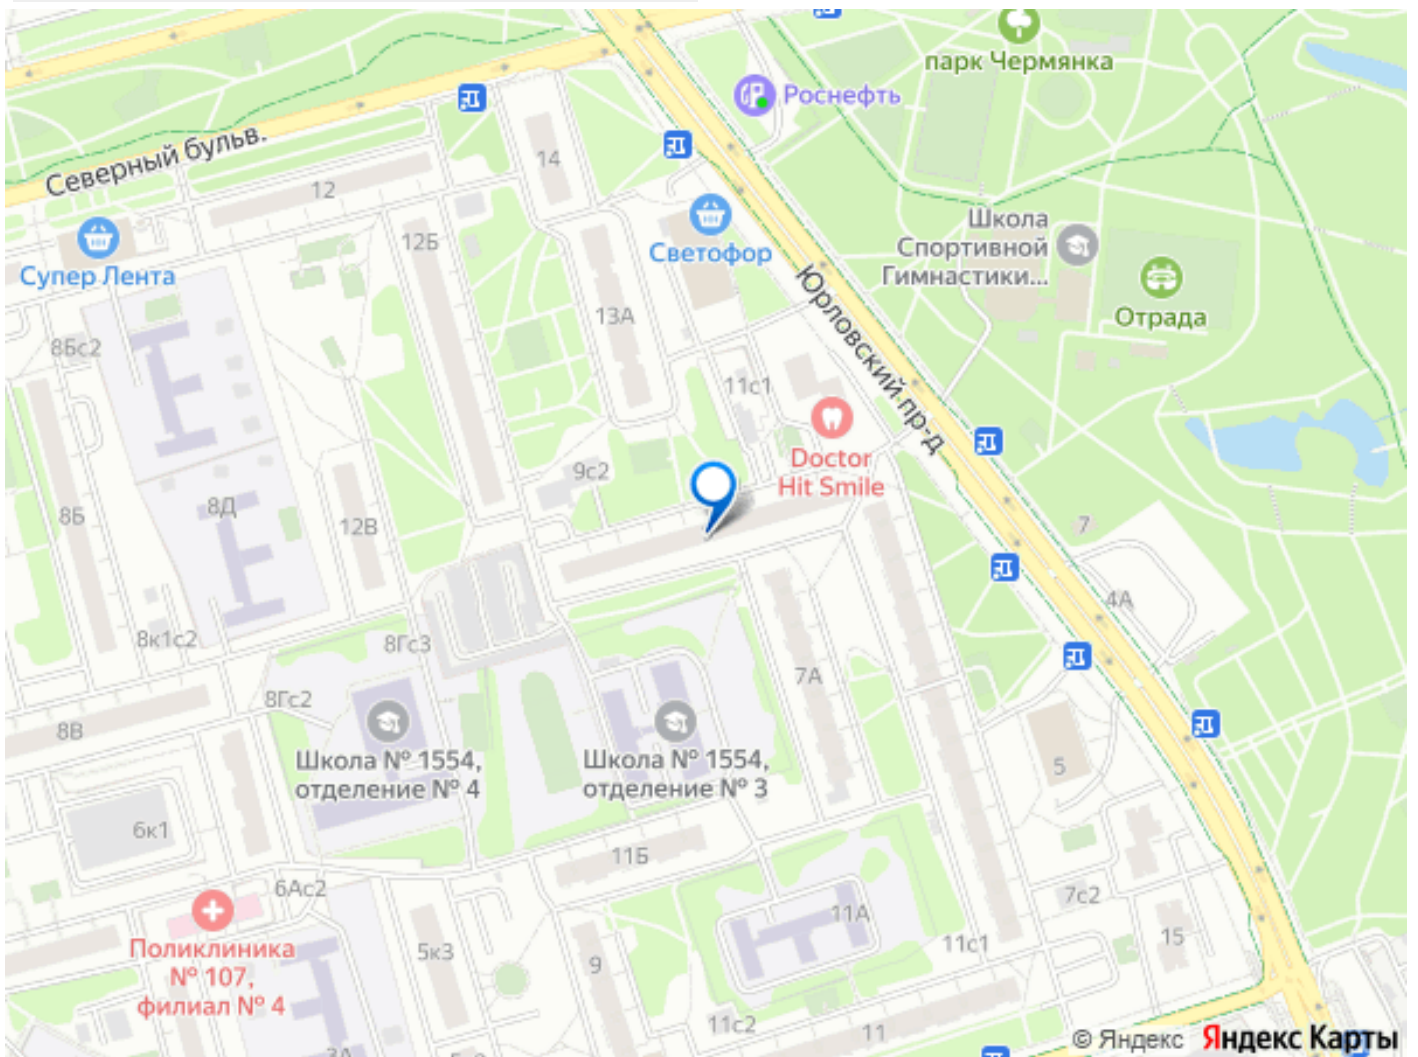 парк Чермянка
Роснефть
Северный бульв.
14
12
12Б
Школа
Спортивной
Гимнастики...
Светофор
Супер Лента
Отрада
13А
Юрловский пр-д
8Бс2
11с1
Doctor
Hit Smile
9с2
8Б
8Д
12В
7
4А
8к1с2
8Гс3
7А
8Гс2
8В
Школа № 1554,
отделение № 4
Школа № 1554,
отделение № 3
5
6к1
11Б
6Ас2
7с2
11А
Поликлиника
№ 107,
филиал № 4
5к3
9
11с1
15
11с2
11
3А
© Яндекс Яндекс Карты